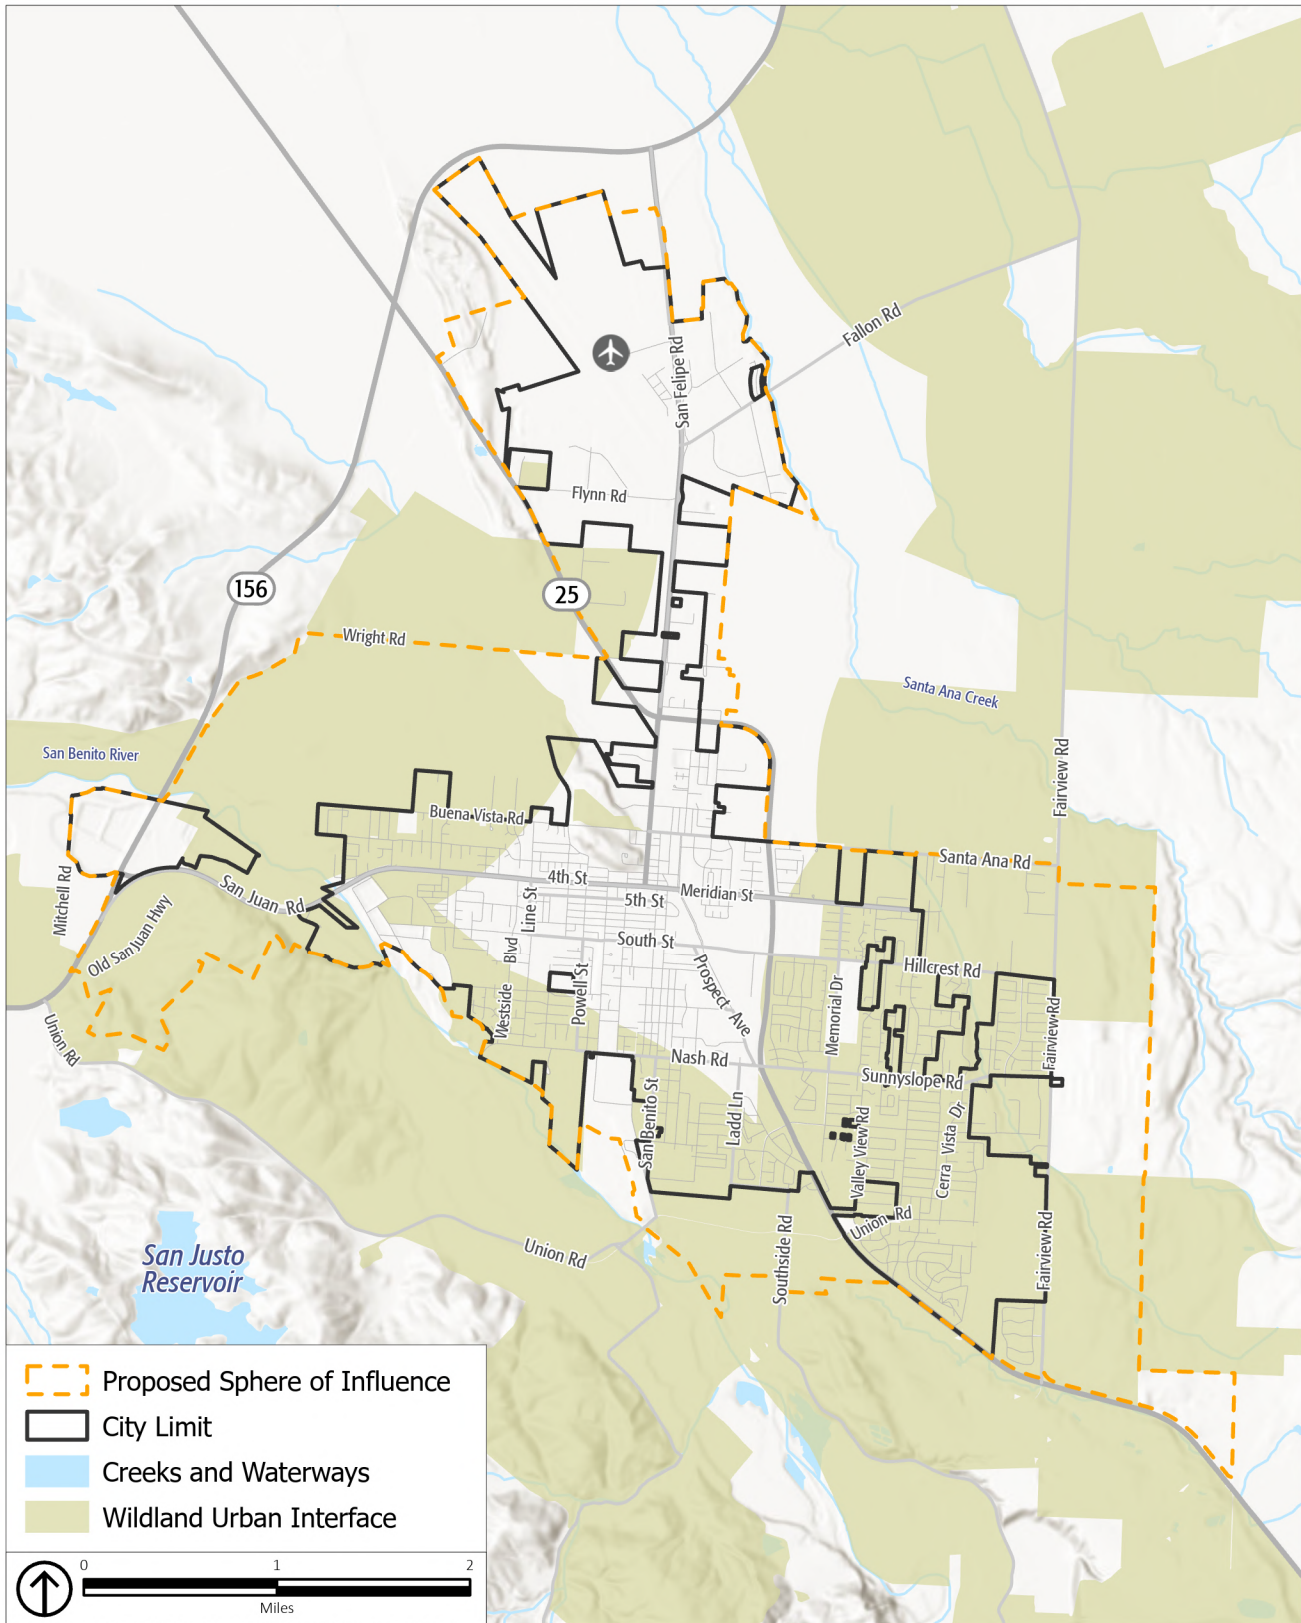 Fallon Rd
San Felipe Rd
Flynn Rd
156
25
Wright Rd
Santa Ana Creek
San Benito River
Fairview Rd
Buena Vista Rd
Santa Ana Rd
Mitchell Rd
San Juan Rd
4th St
Meridian St
5th St
Line St
Old San Juan Hwy
South St
Hillcrest Rd
Westside Blvd
Powell St
Prospect Ave
Memorial Dr
Fairview Rd
Union Rd
Nash Rd
Sunnyslope Rd
San Benito St
Ladd Ln
Valley View Rd
Cerra Vista Dr
Union Rd
Union Rd
Southside Rd
Fairview Rd
San Justo
Reservoir
Proposed Sphere of Influence
City Limit
Creeks and Waterways
Wildland Urban Interface
0 1 2
Miles